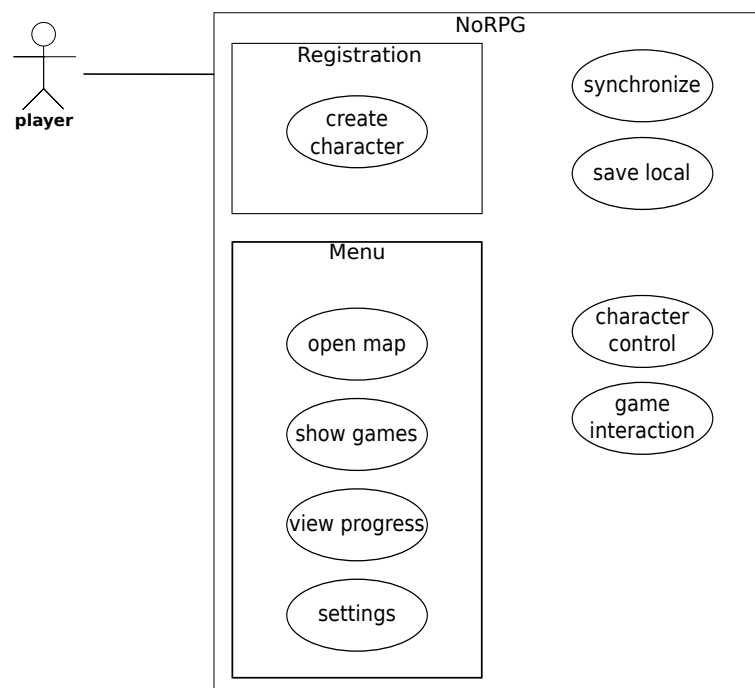 NoRPG
player
Registration
create
character
synchronize
save local
Menu
open map
show games
view progress
settings
character
control
game
interaction